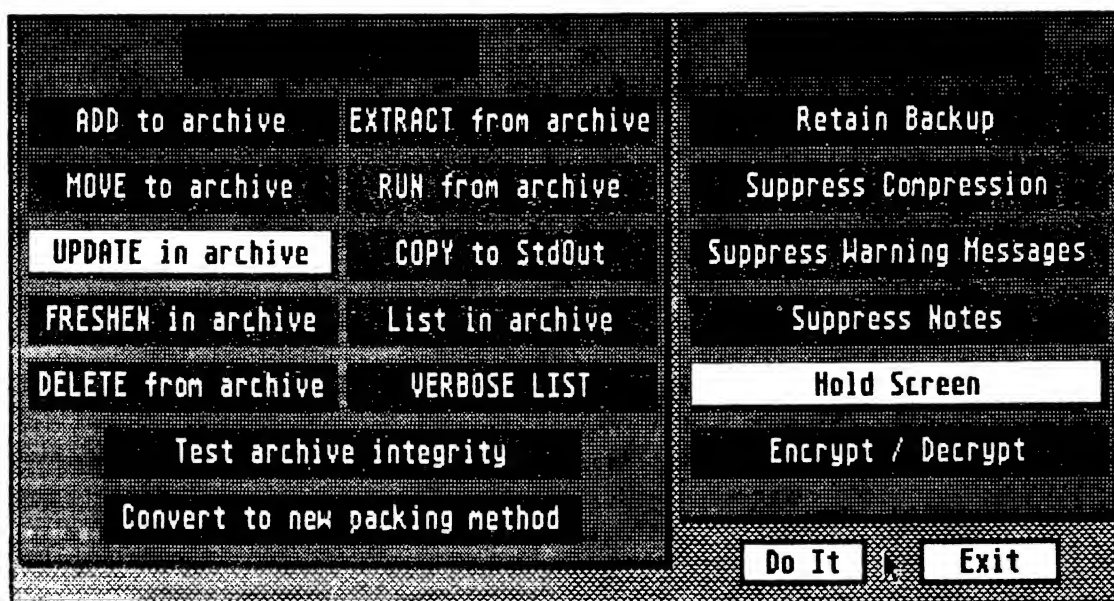 ADD to archive
EXTRACT from archive
MOVE to archive
RUN from archive
UPDATE in archive
COPY to StdOut
FRESHEN in archive
List in archive
DELETE from archive
VERBOSE LIST
Test archive integrity
Convert to new packing method
Retain Backup
Suppress Compression
Suppress Warning Messages
Suppress Notes
Hold Screen
Encrypt / Decrypt
Do It
Exit